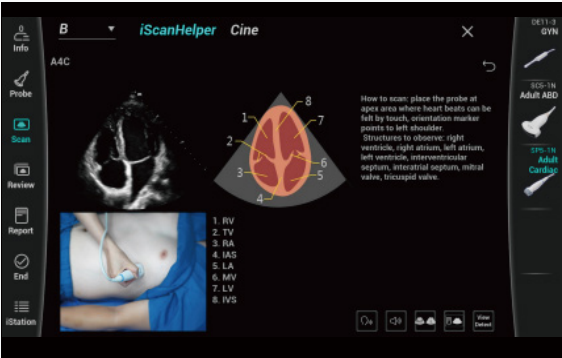 Info
Probe
Scan
Review
Report
End
iStation
B
iScanHelper Cine
A4C
1
2
3
4
5
6
7
8
1. RV
2. TV
3. RA
4. IAS
5. LA
6. MV
7. LV
8. IVS
How to scan: place the probe at
apex area where heart beats can be
felt by touch, orientation marker
points to left shoulder.
Structures to observe: right
ventricle, right atrium, left atrium,
left ventricle, interventricular
septum, interatrial septum, mitral
valve, tricuspid valve.
View
Detect
DE11-3
GYN
SC5-1N
Adult ABD
SP5-1N
Adult
Cardiac